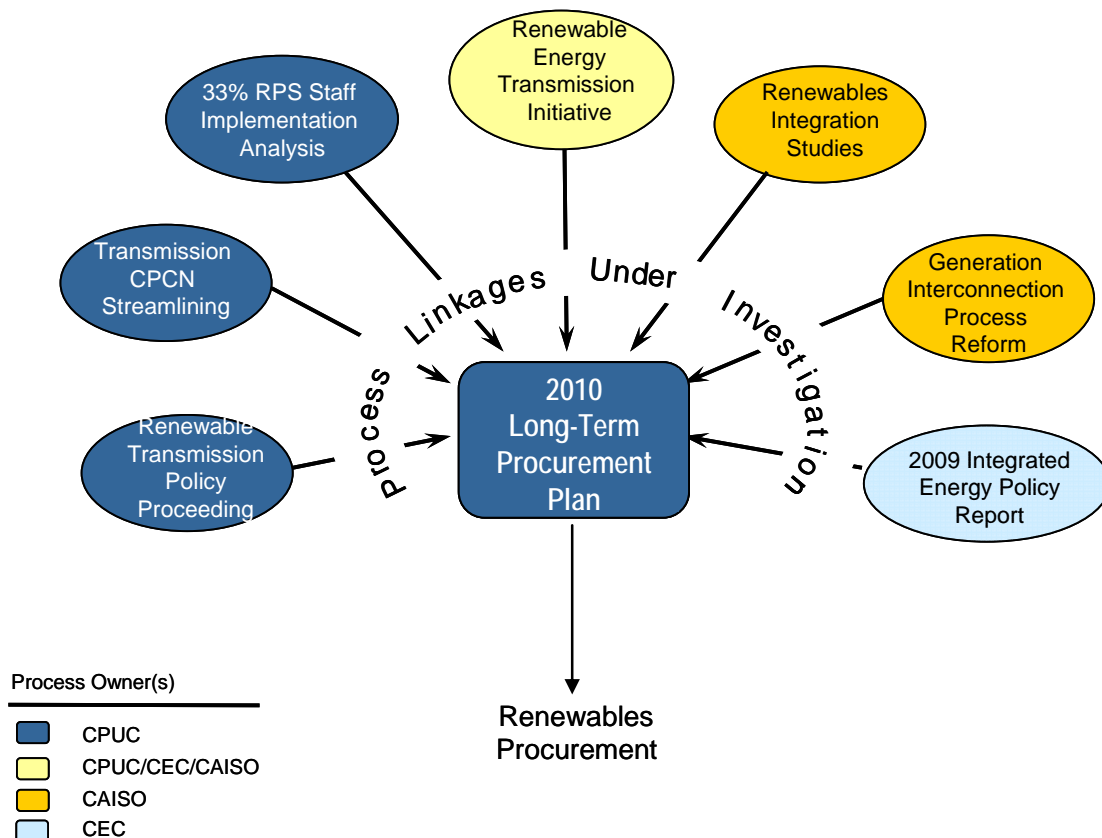 Renewable
Energy
Transmission
Initiative
33% RPS Staff
Implementation
Analysis
Renewables
Integration
Studies
Transmission
CPCN
Streamlining
Generation
Interconnection
Process
Reform
Renewable
Transmission
Policy
Proceeding
2009 Integrated
Energy Policy
Report
Process Linkages Under Investigation
2010
Long-Term
Procurement
Plan
Renewables
Procurement
Process Owner(s)
CPUC
CPUC/CEC/CAISO
CAISO
CEC